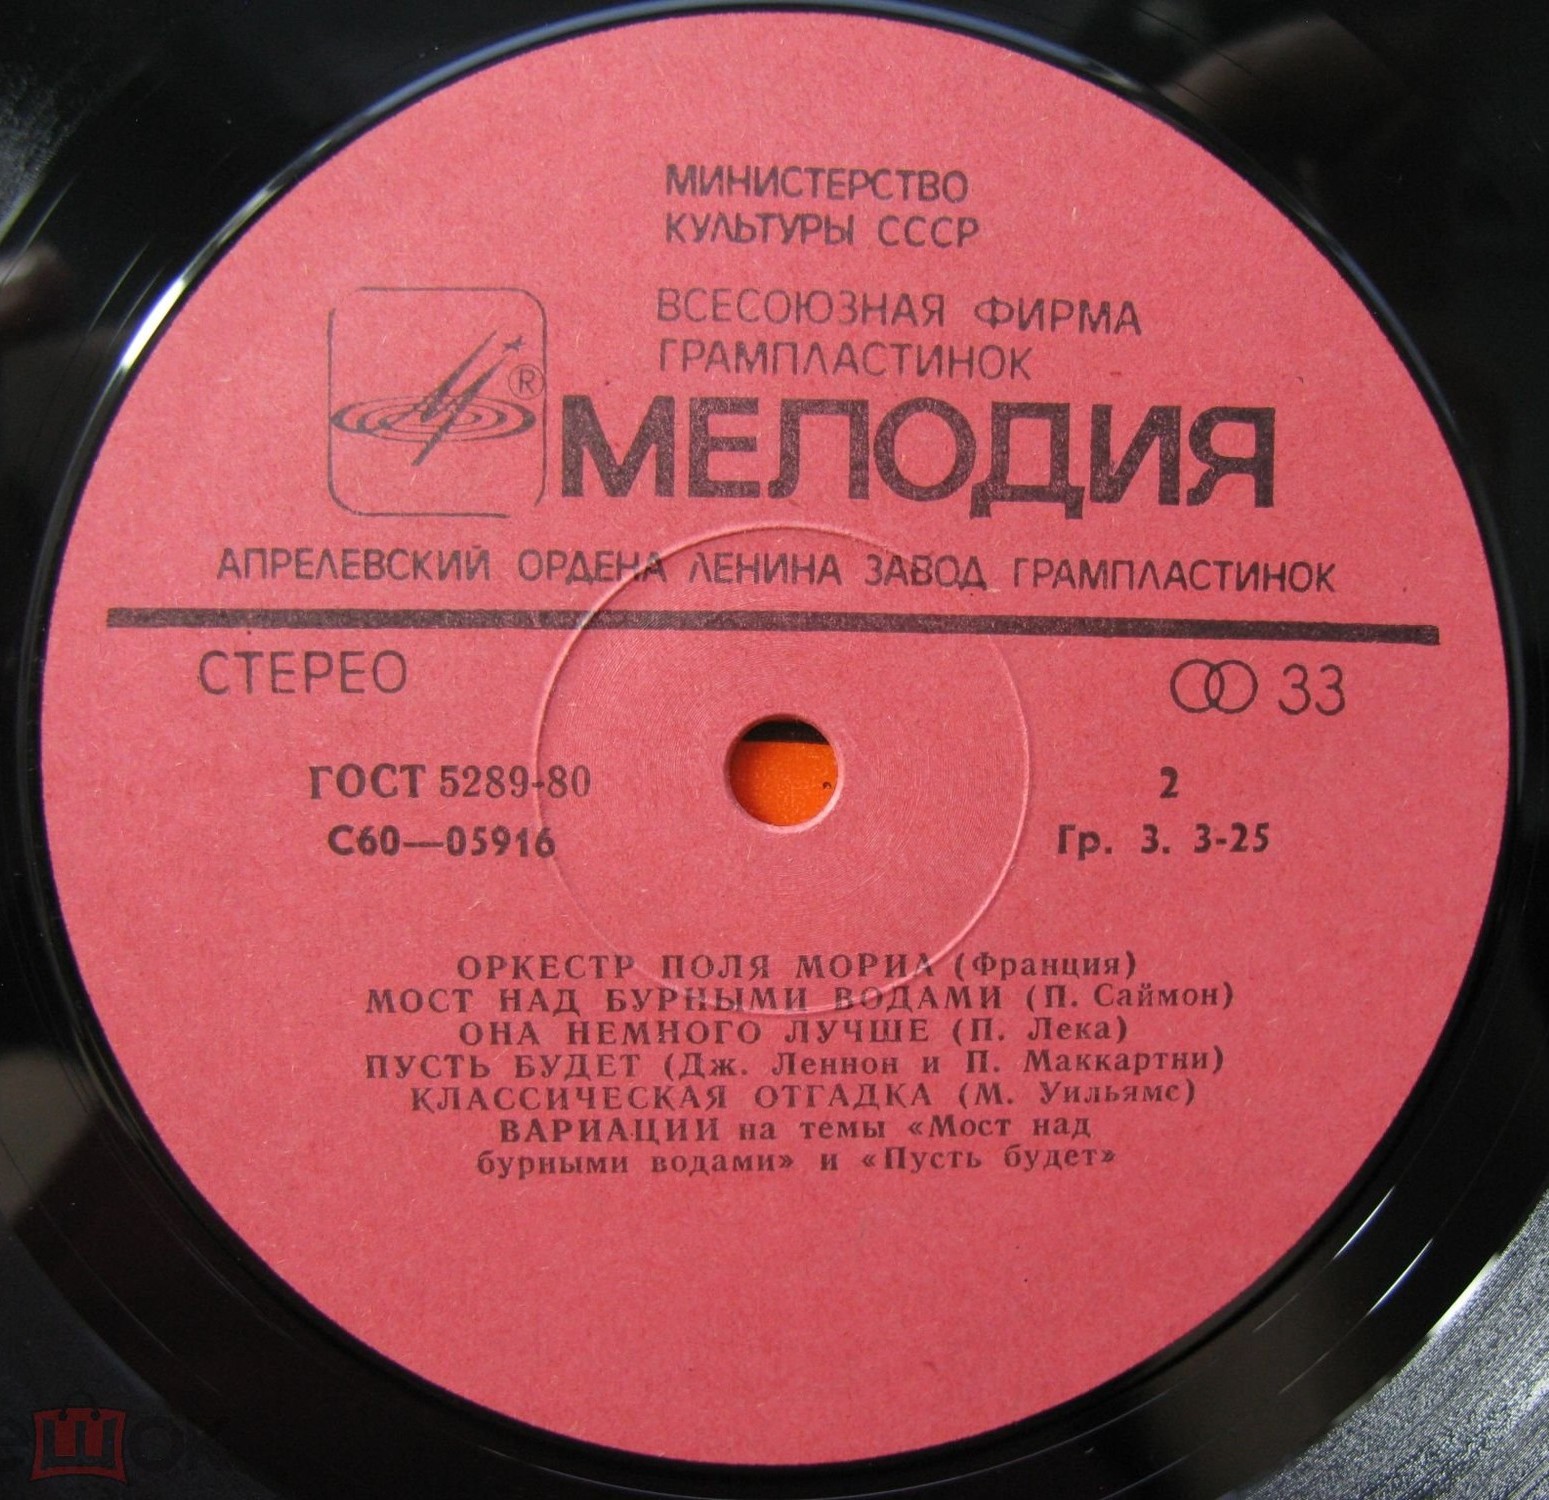 МИНИСТЕРСТВО
КУЛЬТУРЫ СССР
ВСЕСОЮЗНАЯ ФИРМА
ГРАМПЛАСТИНОК
®
МЕЛОДИЯ
АПРЕЛЕВСКИЙ ОРДЕНА ЛЕНИНА ЗАВОД ГРАМПЛАСТИНОК
СТЕРЕО
33
ГОСТ 5289-80
2
С60—05916
Гр. 3. 3-25
ОРКЕСТР ПОЛЯ МОРИА (Франция)
МОСТ НАД БУРНЫМИ ВОДАМИ (П. Саймон)
ОНА НЕМНОГО ЛУЧШЕ (П. Лека)
ПУСТЬ БУДЕТ (Дж. Леннон и П. Маккартни)
КЛАССИЧЕСКАЯ ОТГАДКА (М. Уильямс)
ВАРИАЦИИ на темы «Мост над
бурными водами» и «Пусть будет»